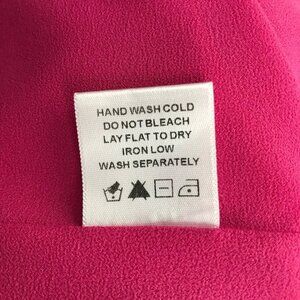 HAND WASH COLD
DO NOT BLEACH
LAY FLAT TO DRY
IRON LOW
WASH SEPARATELY